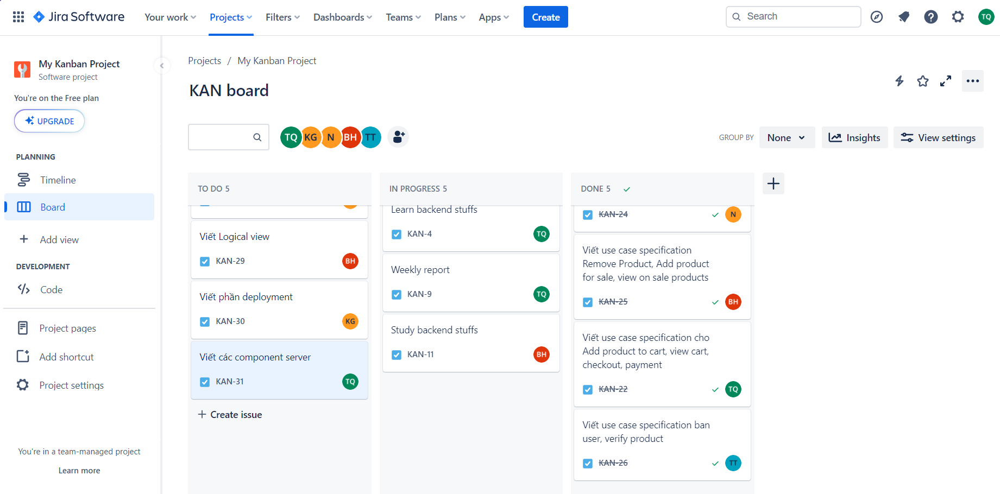 Jira Software
Your work
Projects
Filters
Dashboards
Teams
Plans
Apps
Create
Search
TQ
My Kanban Project
Software project
You're on the Free plan
UPGRADE
PLANNING
Timeline
Board
Add view
DEVELOPMENT
Code
Project pages
Add shortcut
Project settings
You're in a team-managed project
Learn more
Projects / My Kanban Project
KAN board
TQ KG N BH TT
GROUP BY
None
Insights
View settings
TO DO 5
Viết Logical view
KAN-29
BH
Viết phần deployment
KAN-30
KG
Viết các component server
KAN-31
TQ
Create issue
IN PROGRESS 5
Learn backend stuffs
KAN-4
TQ
Weekly report
KAN-9
TQ
Study backend stuffs
KAN-11
BH
DONE 5
KAN-24
N
Viết use case specification
Remove Product, Add product
for sale, view on sale products
KAN-25
BH
Viết use case specification cho
Add product to cart, view cart,
checkout, payment
KAN-22
TQ
Viết use case specification ban
user, verify product
KAN-26
TT